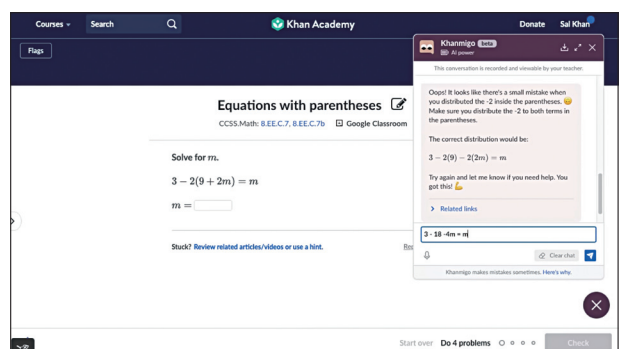 Courses Search Khan Academy Donate Sal Khan
Flags
Khanmigo beta
AI power
This conversation is recorded and viewable by your teacher.
Oops! It looks like there's a small mistake when
you distributed the -2 inside the parentheses. 😅
Make sure you distribute the -2 to both terms in
the parentheses.
The correct distribution would be:
3 − 2(9) − 2(2m) = m
Try again and let me know if you need help. You
got this! 💪
Related links
3 - 18 -4m = m
Clear chat
Khanmigo makes mistakes sometimes. Here's why.
Equations with parentheses
CCSS.Math: 8.EE.C.7, 8.EE.C.7b Google Classroom
Solve for m.
3 − 2(9 + 2m) = m
m =
Stuck? Review related articles/videos or use a hint.
Start over Do 4 problems Check